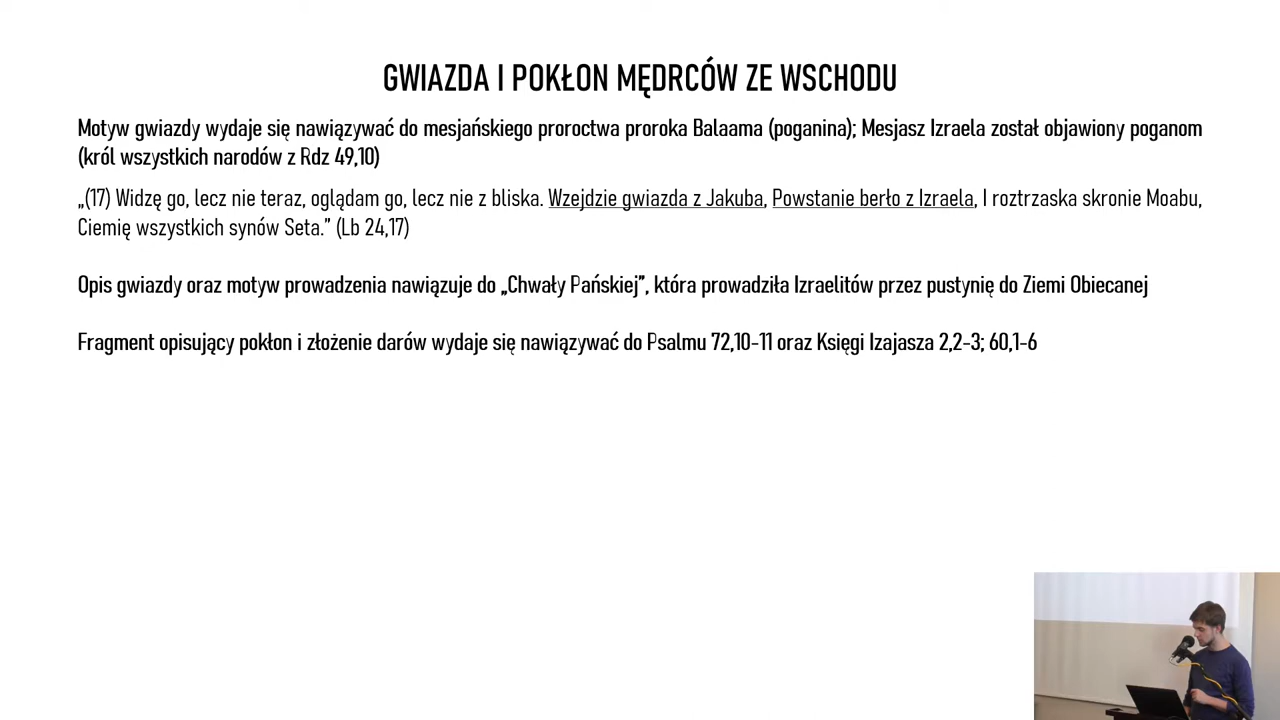 GWIAZDA I POKŁON MĘDRCÓW ZE WSCHODU
Motyw gwiazdy wydaje się nawiązywać do mesjańskiego proroctwa proroka Balaama (poganina); Mesjasz Izraela został objawiony poganom
(król wszystkich narodów z Rdz 49,10)
„(17) Widzę go, lecz nie teraz, oglądam go, lecz nie z bliska. Wzejdzie gwiazda z Jakuba, Powstanie berło z Izraela, I roztrzaska skronie Moabu,
Ciemię wszystkich synów Seta.” (Lb 24,17)
Opis gwiazdy oraz motyw prowadzenia nawiązuje do „Chwały Pańskiej”, która prowadziła Izraelitów przez pustynię do Ziemi Obiecanej
Fragment opisujący pokłon i złożenie darów wydaje się nawiązywać do Psalmu 72,10-11 oraz Księgi Izajasza 2,2-3; 60,1-6